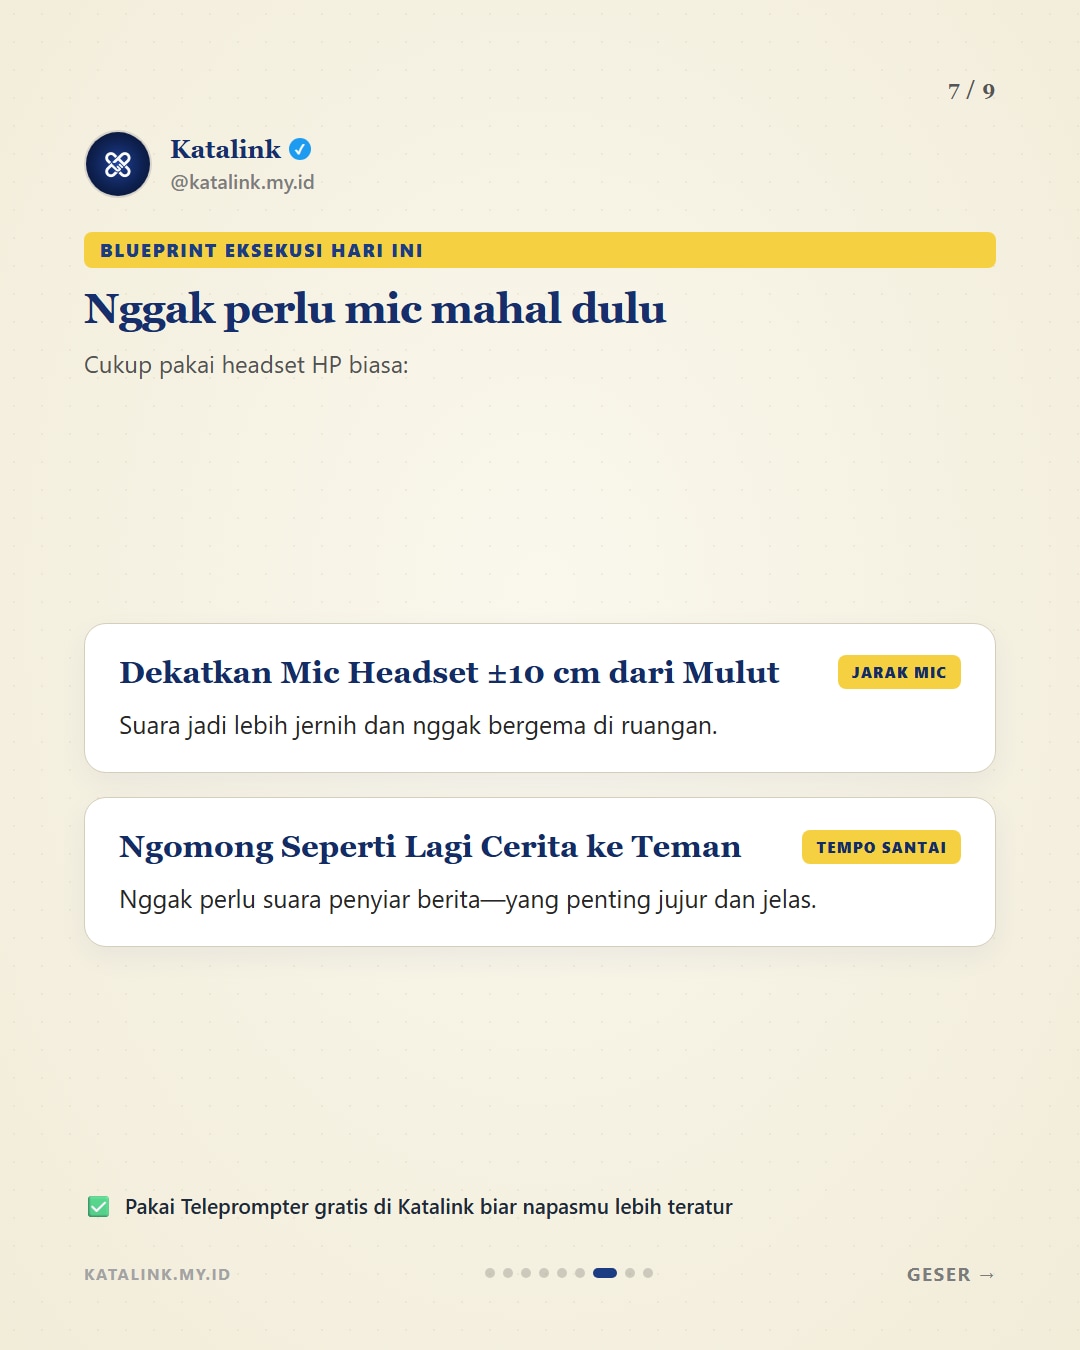 7 / 9
Katalink
@katalink.my.id
BLUEPRINT EKSEKUSI HARI INI
Nggak perlu mic mahal dulu
Cukup pakai headset HP biasa:
Dekatkan Mic Headset ±10 cm dari Mulut
JARAK MIC
Suara jadi lebih jernih dan nggak bergema di ruangan.
Ngomong Seperti Lagi Cerita ke Teman
TEMPO SANTAI
Nggak perlu suara penyiar berita—yang penting jujur dan jelas.
✅ Pakai Teleprompter gratis di Katalink biar napasmu lebih teratur
KATALINK.MY.ID
GESER →